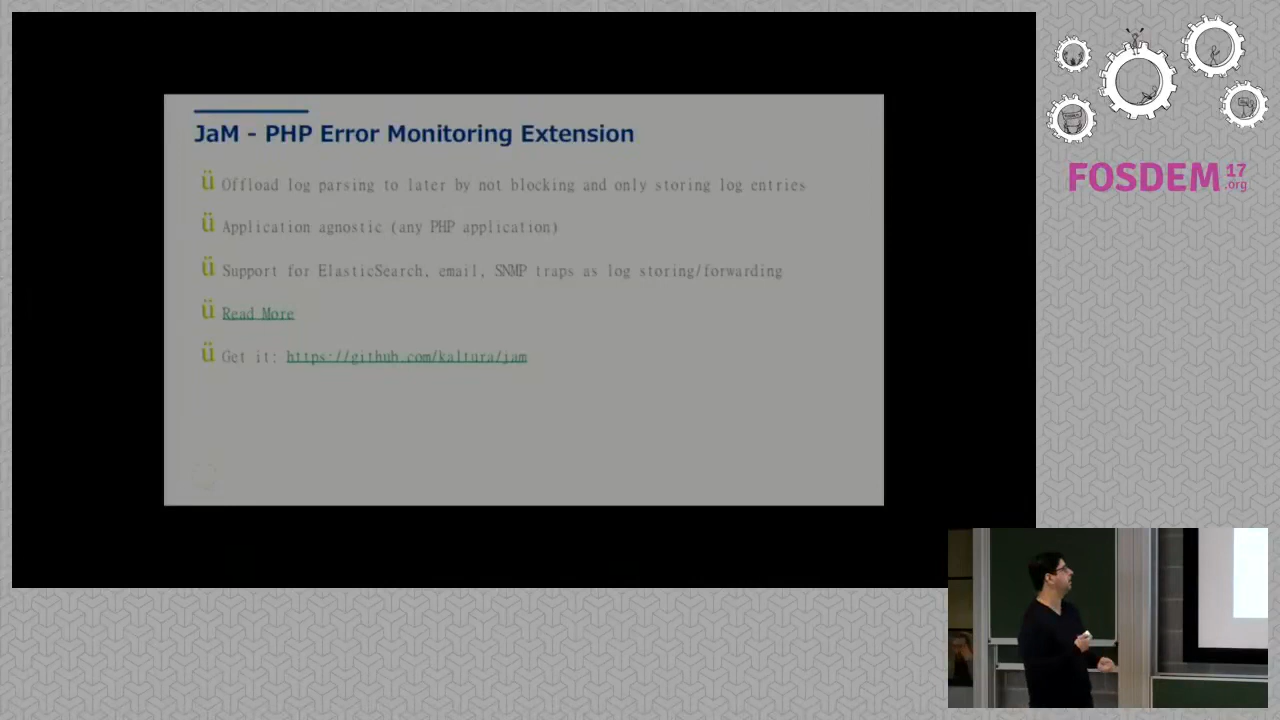 JaM - PHP Error Monitoring Extension
ü Offload log parsing to later by not blocking and only storing log entries
ü Application agnostic (any PHP application)
ü Support for ElasticSearch, email, SNMP traps as log storing/forwarding
ü Read More
ü Get it: https://github.com/kaltura/jam
FOSDEM 17
.org